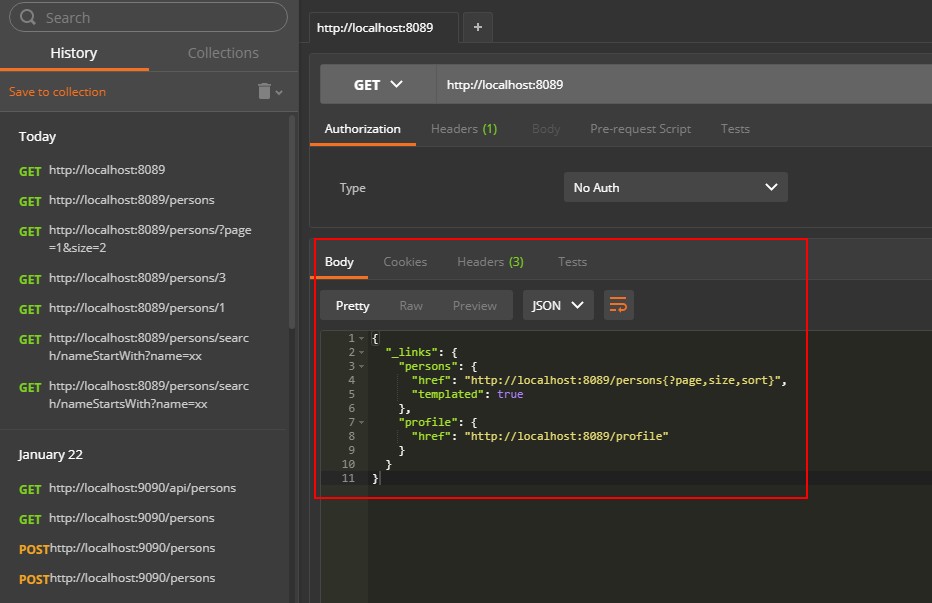 Search
History
Collections
Save to collection
Today
GET http://localhost:8089
GET http://localhost:8089/persons
GET http://localhost:8089/persons/?page
=1&size=2
GET http://localhost:8089/persons/3
GET http://localhost:8089/persons/1
GET http://localhost:8089/persons/searc
h/nameStartWith?name=xx
GET http://localhost:8089/persons/searc
h/nameStartsWith?name=xx
January 22
GET http://localhost:9090/api/persons
GET http://localhost:9090/persons
POST http://localhost:9090/persons
POST http://localhost:9090/persons
http://localhost:8089 +
GET http://localhost:8089
Authorization Headers (1) Body Pre-request Script Tests
Type No Auth
Body Cookies Headers (3) Tests
Pretty Raw Preview JSON
1 {
2 "_links": {
3 "persons": {
4 "href": "http://localhost:8089/persons{?page,size,sort}",
5 "templated": true
6 },
7 "profile": {
8 "href": "http://localhost:8089/profile"
9 }
10 }
11 }